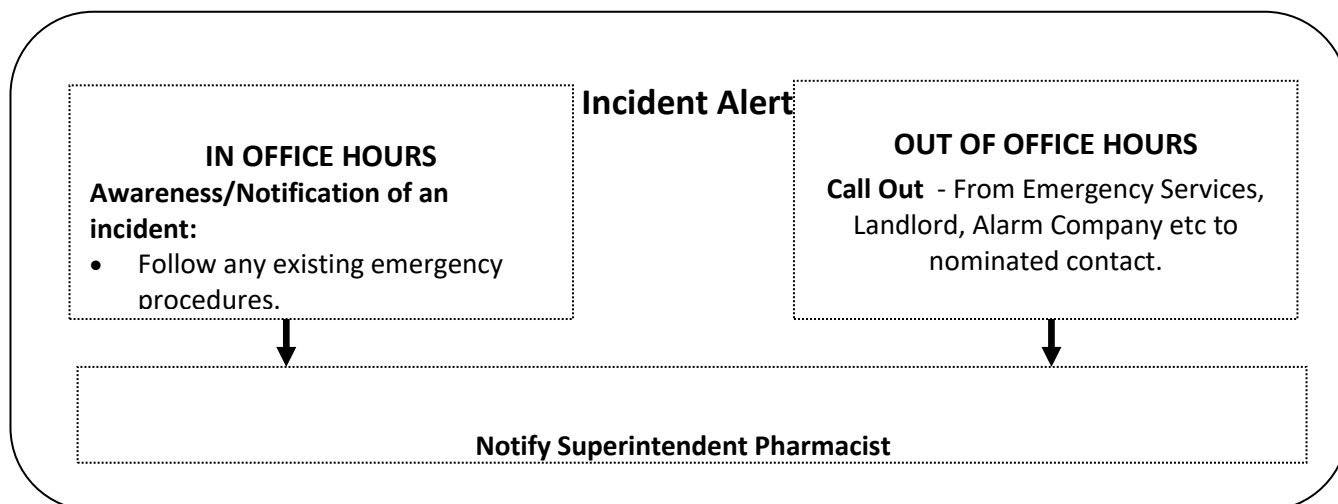 Incident Alert
IN OFFICE HOURS
Awareness/Notification of an
incident:
• Follow any existing emergency
procedures.
OUT OF OFFICE HOURS
Call Out - From Emergency Services,
Landlord, Alarm Company etc to
nominated contact.
Notify Superintendent Pharmacist